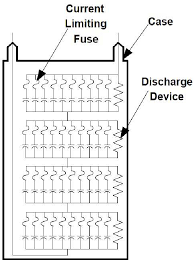 Current
Limiting
Fuse
Case
Discharge
Device